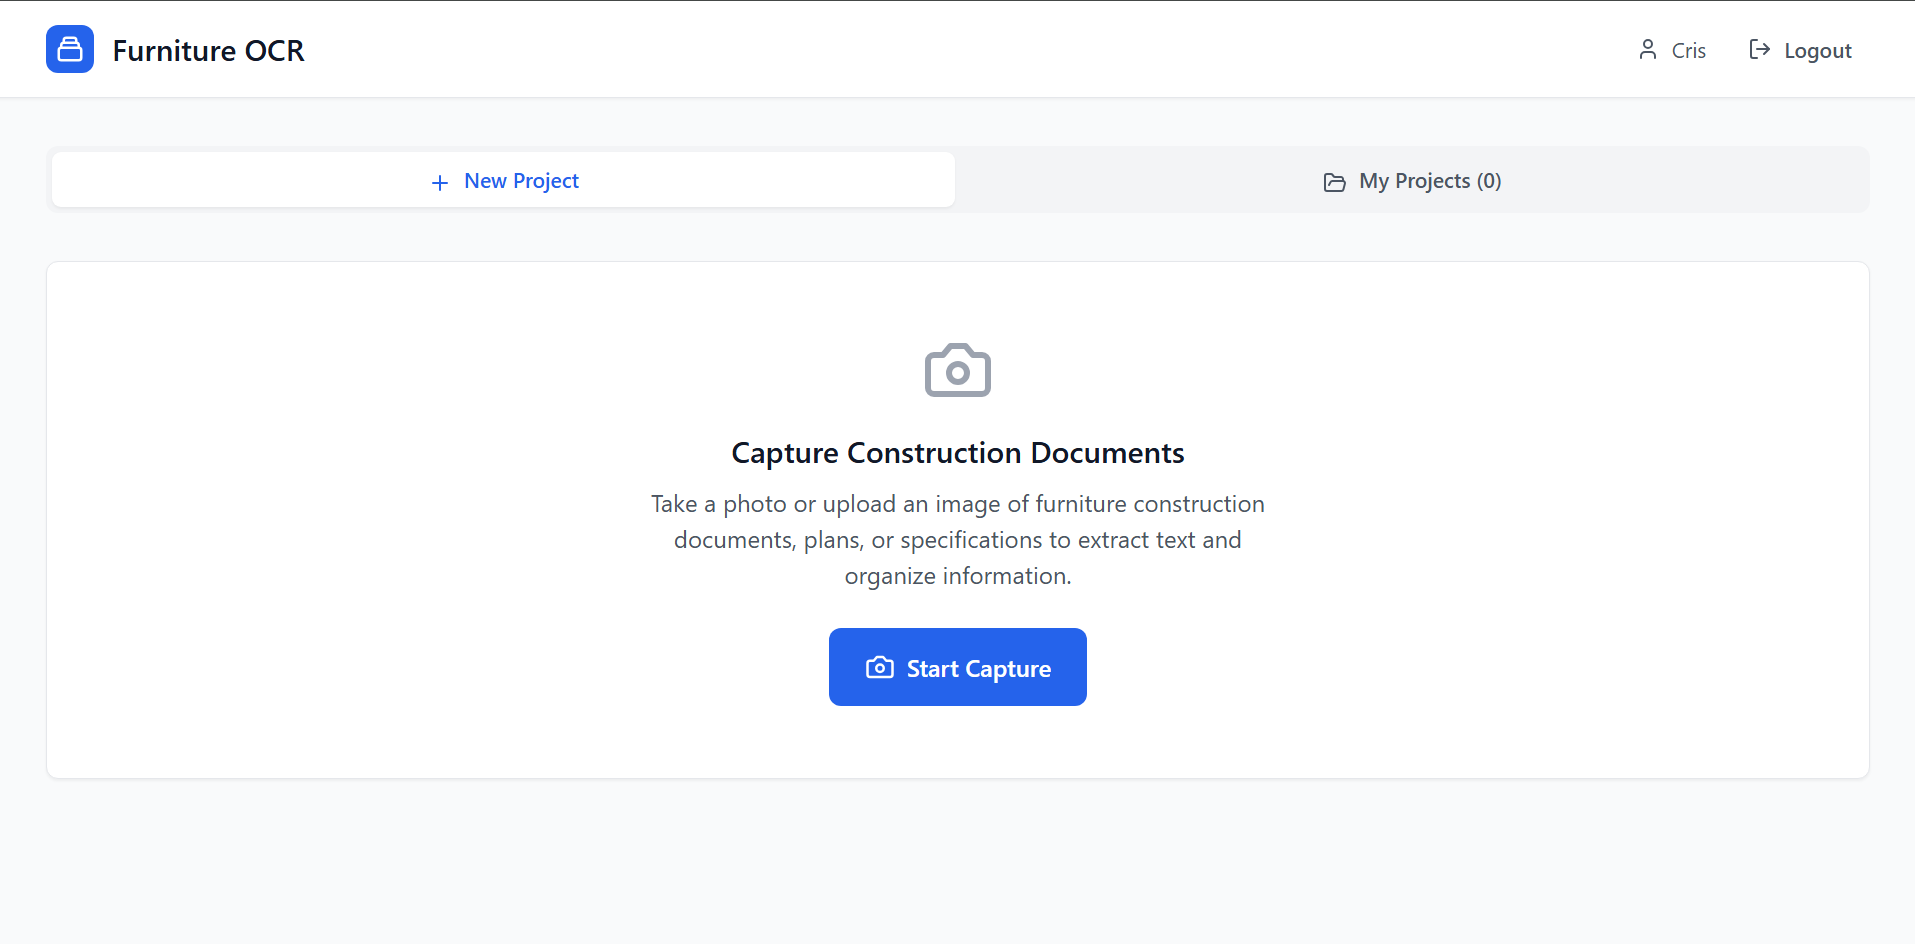 Furniture OCR
Cris
Logout
New Project
My Projects (0)
Capture Construction Documents
Take a photo or upload an image of furniture construction
documents, plans, or specifications to extract text and
organize information.
Start Capture